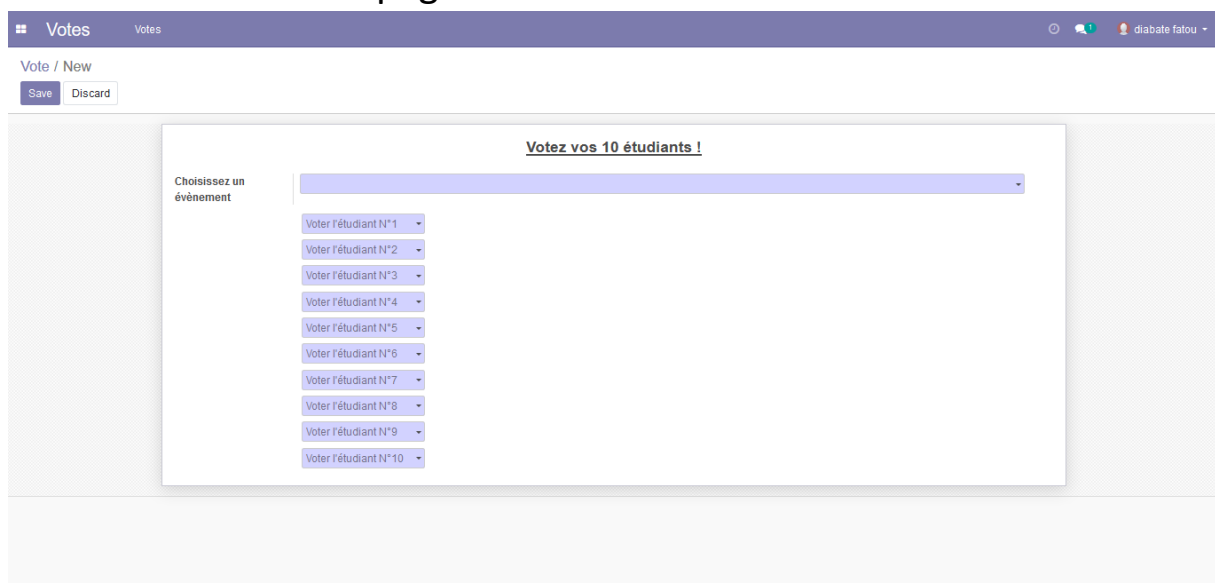 pag
Votes Votes 1 diabate fatou
Vote / New
Save Discard
Votez vos 10 étudiants !
Choisissez un
évènement
Voter l'étudiant N°1
Voter l'étudiant N°2
Voter l'étudiant N°3
Voter l'étudiant N°4
Voter l'étudiant N°5
Voter l'étudiant N°6
Voter l'étudiant N°7
Voter l'étudiant N°8
Voter l'étudiant N°9
Voter l'étudiant N°10